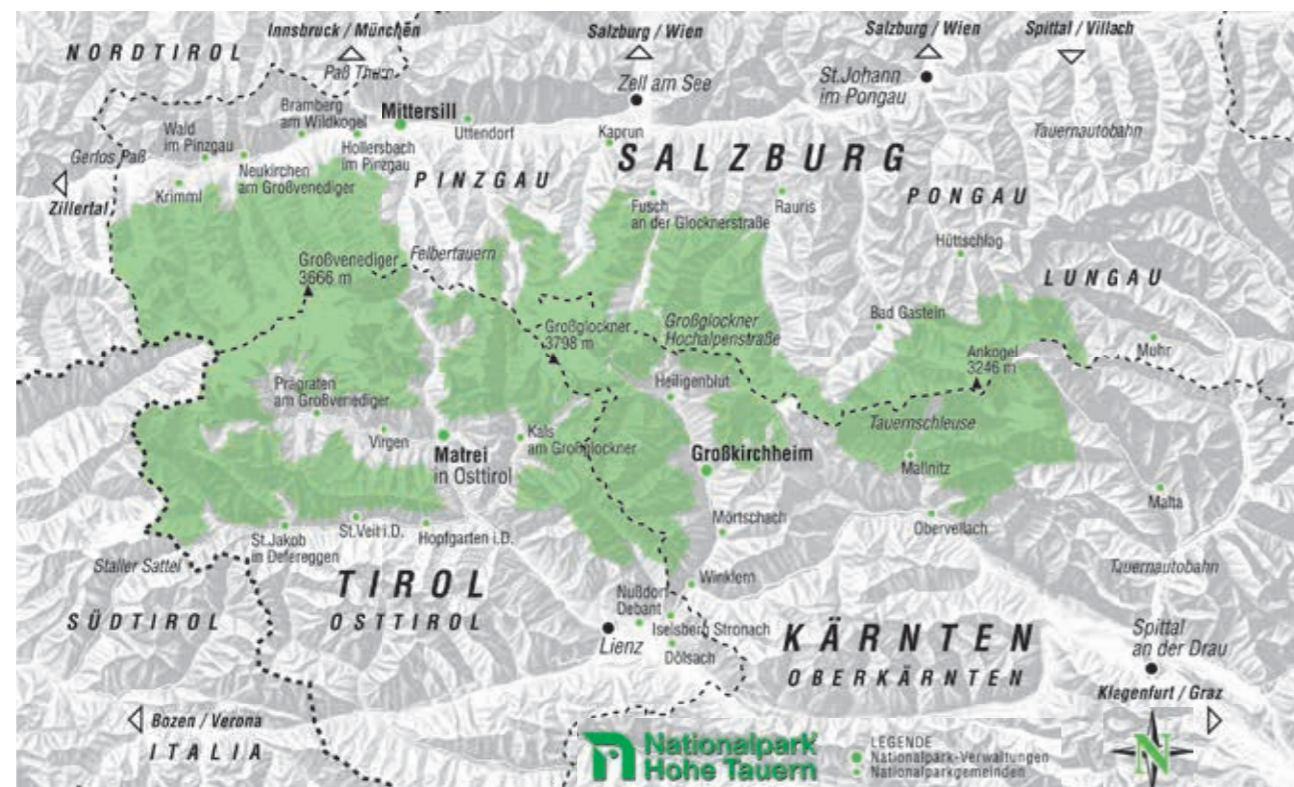 Innsbruck / München
Salzburg / Wien
Salzburg / Wien
Spittal / Villach
NORDTIROL
Paß Thurn
Zell am See
St.Johann
im Pongau
Bramberg
am Wildkogel
Mittersill
Uttendorf
Kaprun
Tauernautobahn
Wald
im Pinzgau
Gerlos Paß
Neukirchen
am Großvenediger
Hollersbach
im Pinzgau
PINZGAU
SALZBURG
Zillertal
Krimml
Fusch
an der Glocknerstraße
Rauris
PONGAU
Hüttschlag
Großvenediger
3666 m
Felbertauern
LUNGAU
Großglockner
3798 m
Großglockner
Hochalpenstraße
Bad Gastein
Ankogel
3246 m
Muhr
Prägraten
am Großvenediger
Heiligenblut
Virgen
Matrei
in Osttirol
Kals
am Großglockner
Großkirchheim
Tauernschleuse
Mallnitz
Malta
St.Jakob
in Defereggen
St.Veit i.D.
Hopfgarten i.D.
Mörtschach
Obervellach
Staller Sattel
Tauernautobahn
TIROL
OSTTIROL
SÜDTIROL
Winklern
Nußdorf
Debant
Iselsberg Stronach
Lienz
Dölsach
KÄRNTEN
OBERKÄRNTEN
Spittal
an der Drau
Klegenfurt / Graz
Bozen / Verona
ITALIA
Nationalpark
Hohe Tauern
LEGENDE
Nationalpark-Verwaltungen
Nationalparkgemeinden
N